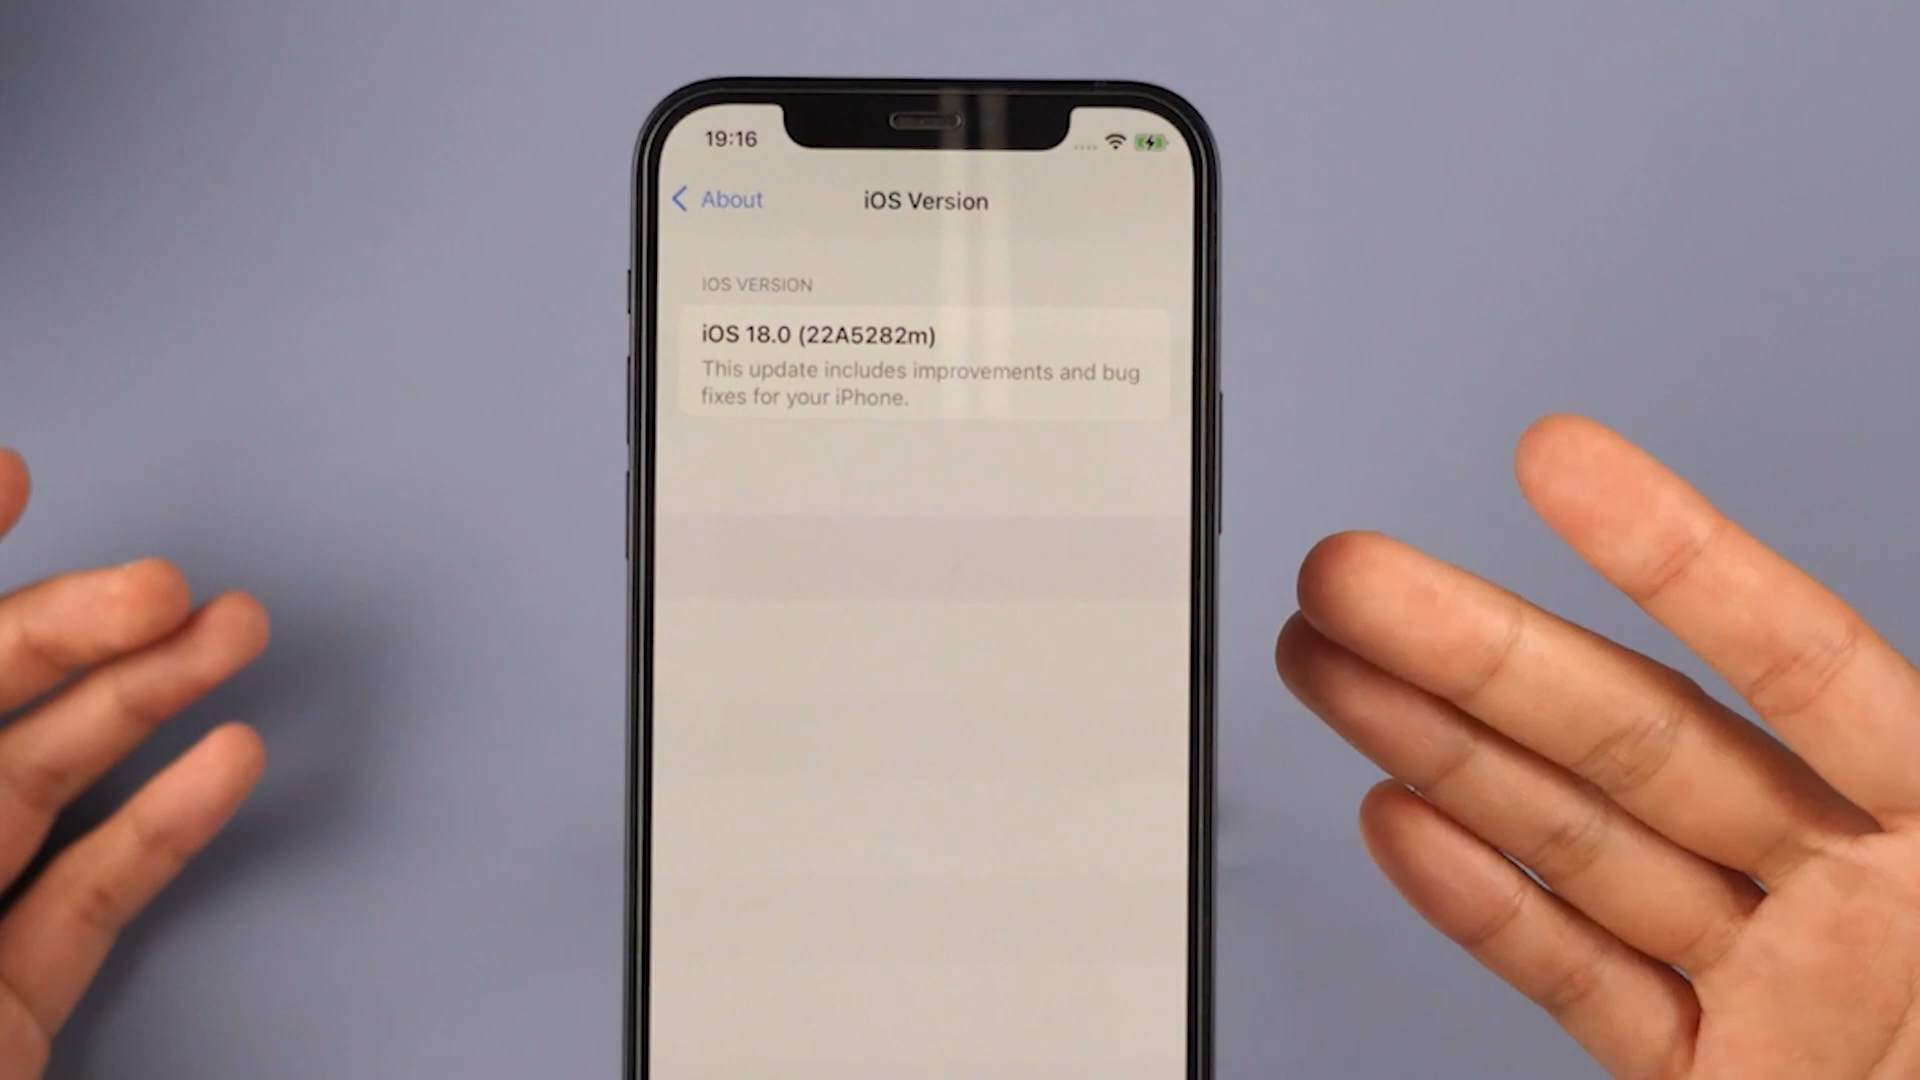 19:16
About
iOS Version
IOS VERSION
iOS 18.0 (22A5282m)
This update includes improvements and bug
fixes for your iPhone.